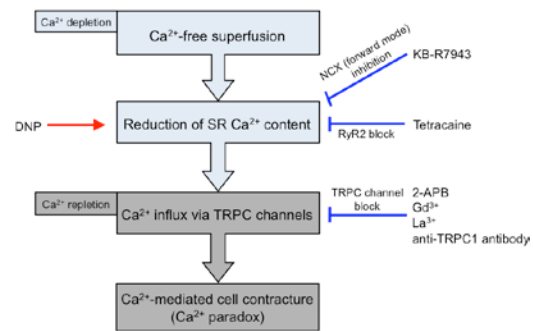 Ca²⁺ depletion
Ca²⁺-free superfusion
NCX (forward mode)
inhibition
KB-R7943
DNP
Reduction of SR Ca²⁺ content
RyR2 block
Tetracaine
Ca²⁺ repletion
Ca²⁺ influx via TRPC channels
TRPC channel
block
2-APB
Gd³⁺
La³⁺
anti-TRPC1 antibody
Ca²⁺-mediated cell contracture
(Ca²⁺ paradox)